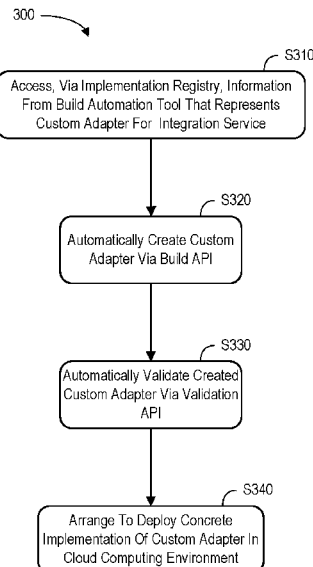 300
S310
Access, Via Implementation Registry, Information
From Build Automation Tool That Represents
Custom Adapter For Integration Service
S320
Automatically Create Custom
Adapter Via Build API
S330
Automatically Validate Created
Custom Adapter Via Validation
API
S340
Arrange To Deploy Concrete
Implementation Of Custom Adapter In
Cloud Computing Environment